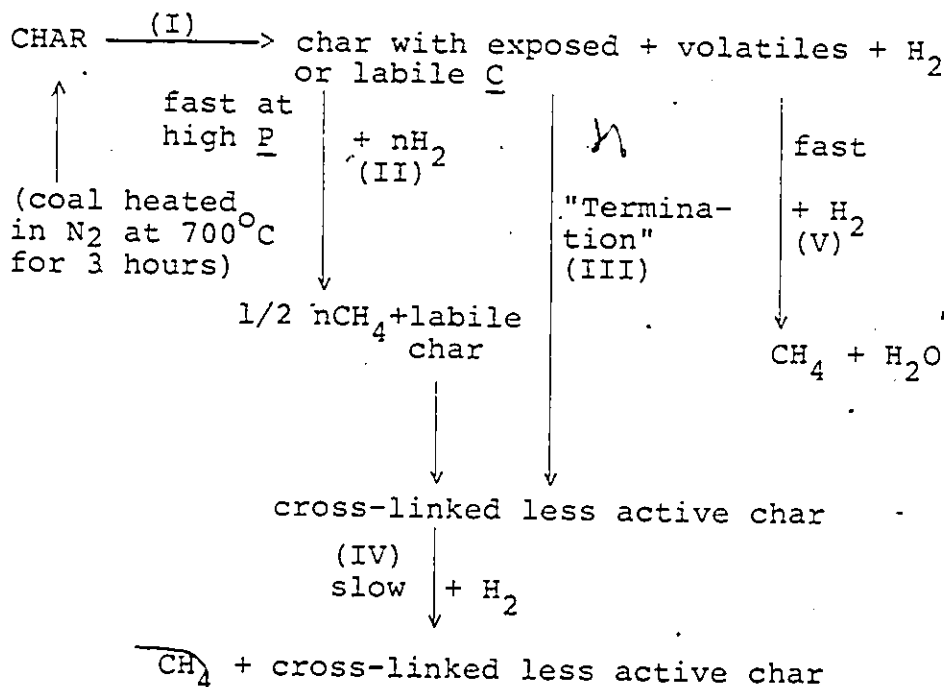 (I)
CHAR ⟶ char with exposed + volatiles + H₂
or labile C
fast at
high P
+ nH₂
(II)
(coal heated
in N₂ at 700°C
for 3 hours)
"Termina-
tion"
(III)
fast
+ H₂
(V)
1/2 nCH₄+labile
char
CH₄ + H₂O
cross-linked less active char
(IV)
slow
+ H₂
CH₄ + cross-linked less active char